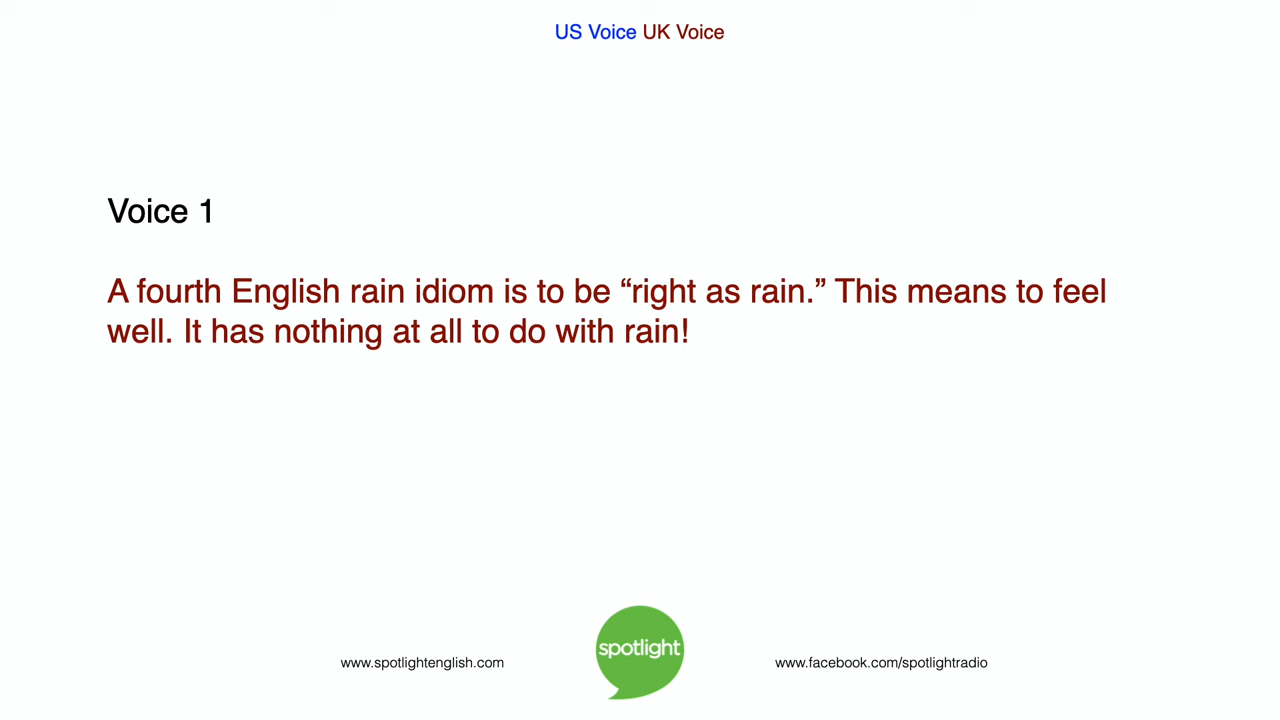 US Voice UK Voice
Voice 1
A fourth English rain idiom is to be “right as rain.” This means to feel
well. It has nothing at all to do with rain!
www.spotlightenglish.com
spotlight
www.facebook.com/spotlightradio